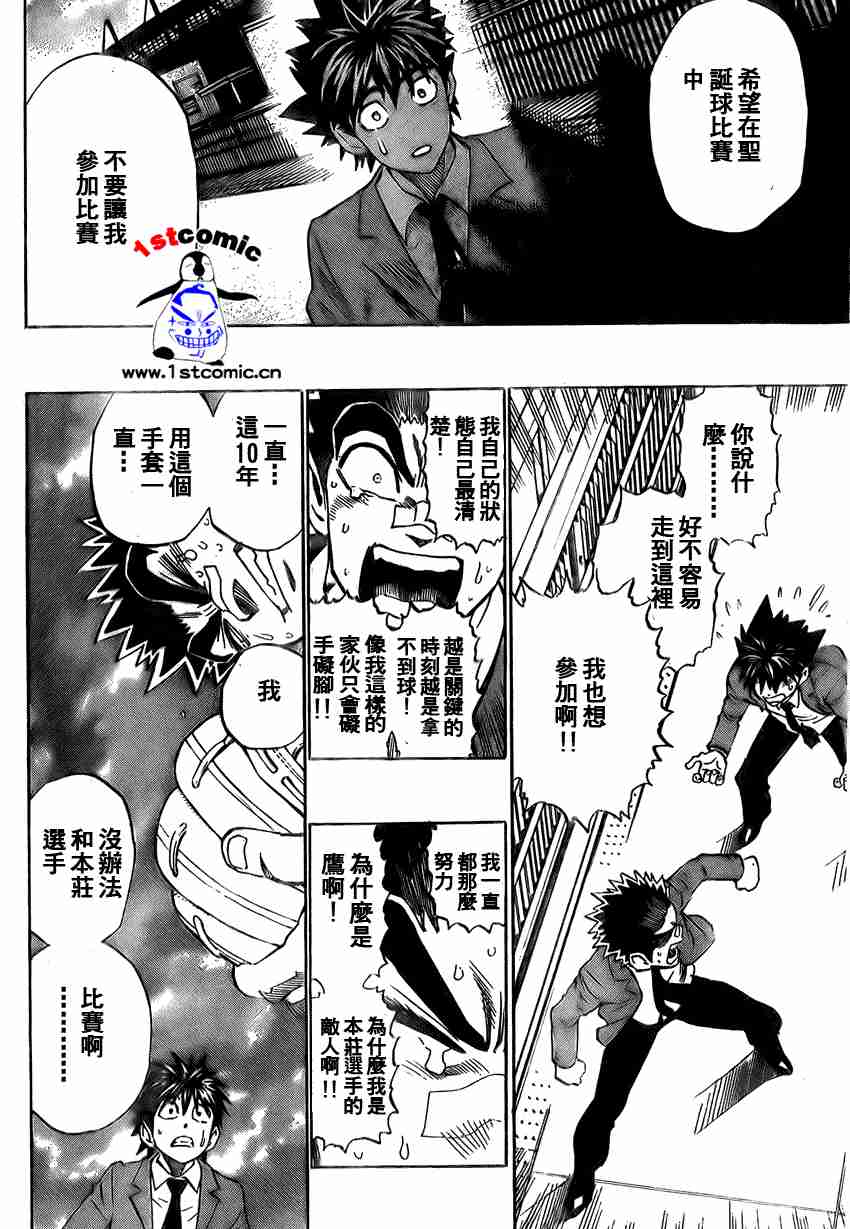 希望在聖
誕球比賽
中
不要讓我
參加比賽
1stcomic
www.1stcomic.cn
你說什
麼………
好不容易
走到這裡
我也想
參加啊!!
我自己的狀
態自己最清
楚!
越是關鍵的
時刻越是拿
不到球!
像我這樣的
家伙只會礙
手礙腳!!
我一直
都那麼
努力
為什麼是
鷹啊!
為什麼我是
本莊選手的
敵人啊!!
一直…
這10年
用這個
手套一
直…
我
沒辦法
和本莊
選手
比賽啊
…………